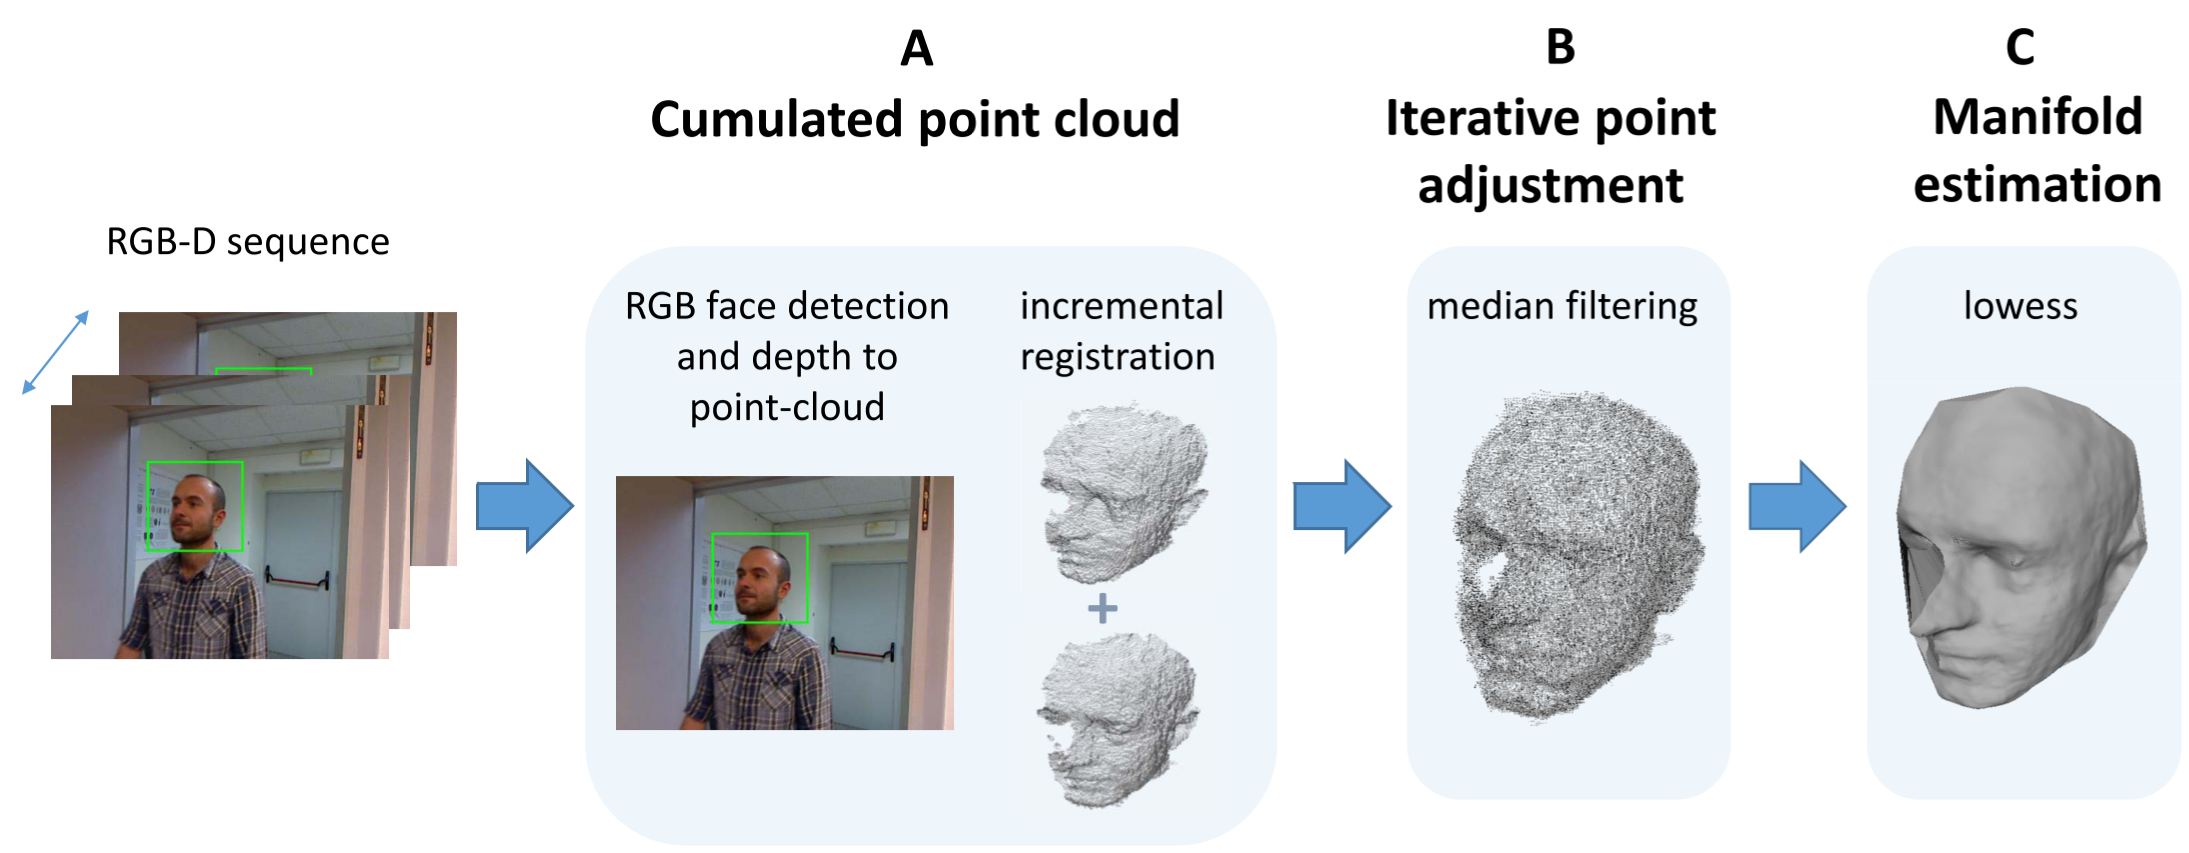 A
Cumulated point cloud
B
Iterative point
adjustment
C
Manifold
estimation
RGB-D sequence
RGB face detection
and depth to
point-cloud
incremental
registration
+
median filtering
lowess